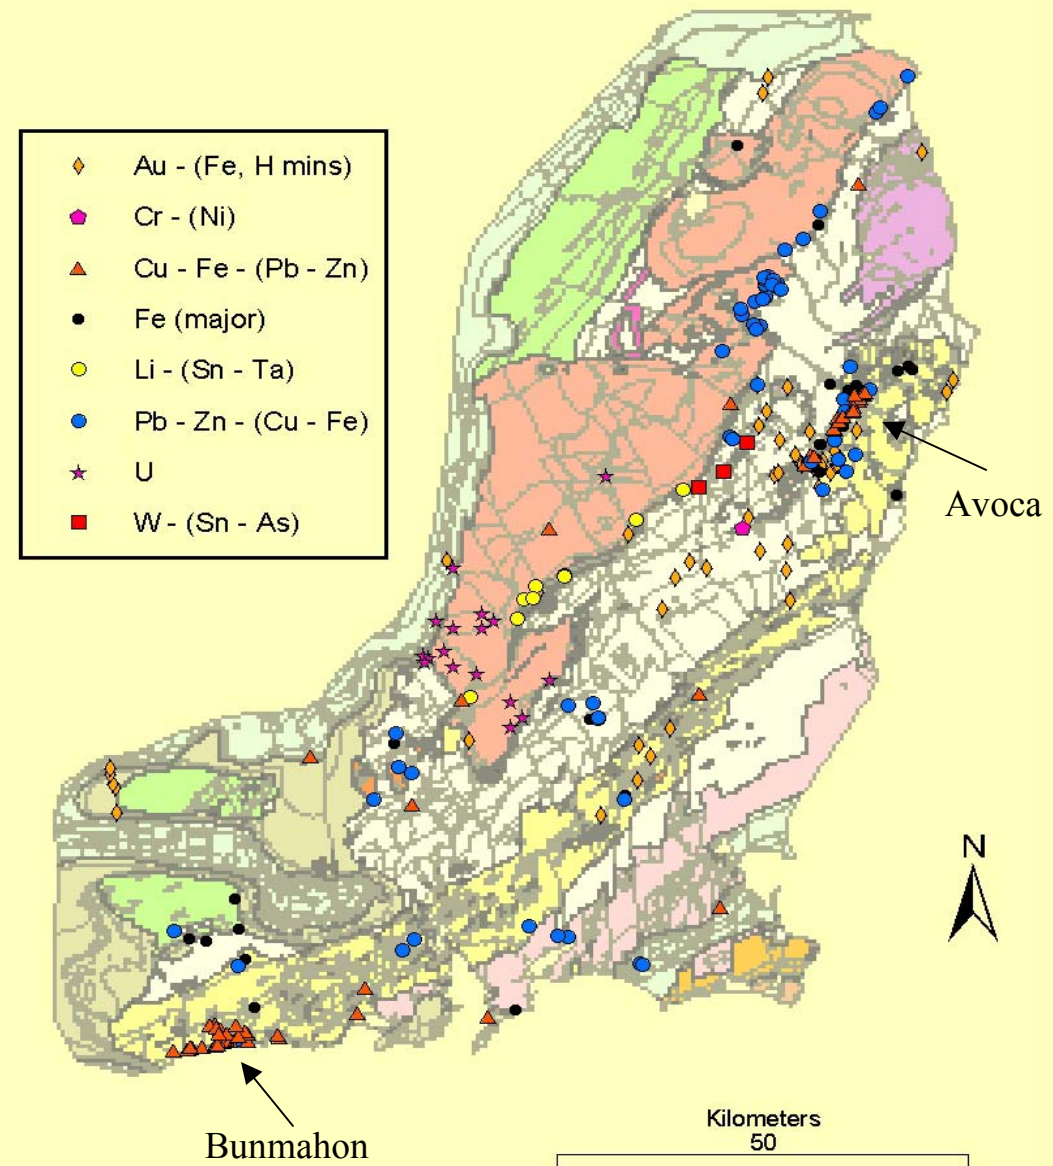 Au - (Fe, H mins)
Cr - (Ni)
Cu - Fe - (Pb - Zn)
Fe (major)
Li - (Sn - Ta)
Pb - Zn - (Cu - Fe)
U
W - (Sn - As)
Avoca
N
Bunmahon
Kilometers
50